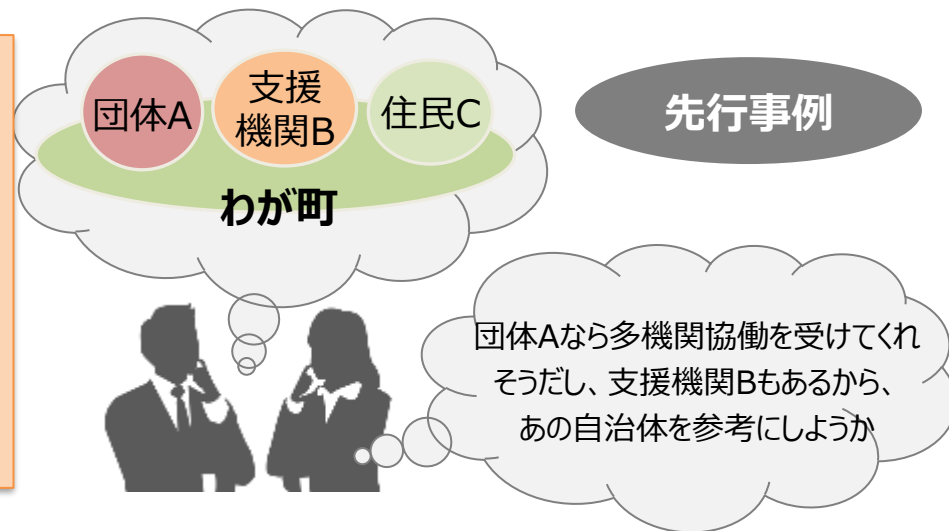 団体A
支援
機関B
住民C
わが町
先行事例
団体Aなら多機関協働を受けてくれ
そうだし、支援機関Bもあるから、
あの自治体を参考にしようか